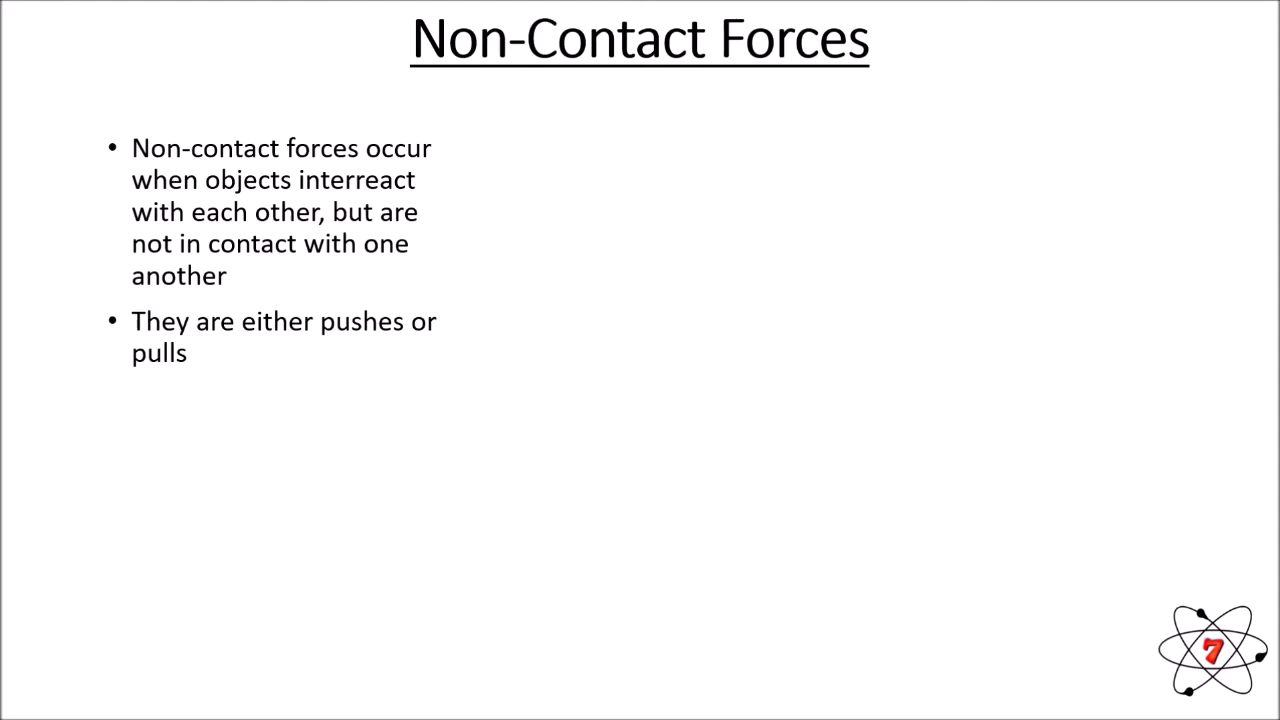 Non-Contact Forces
• Non-contact forces occur
when objects interreact
with each other, but are
not in contact with one
another
• They are either pushes or
pulls
7